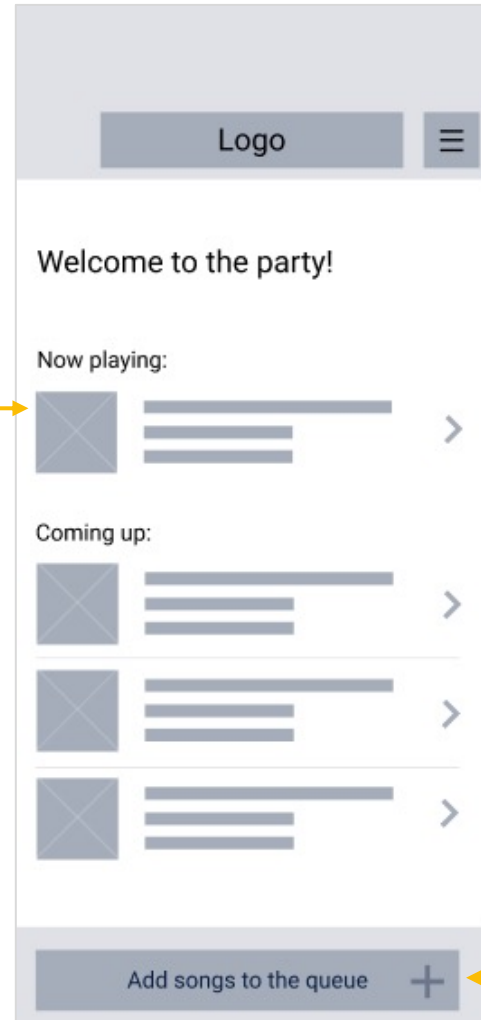 Logo
Welcome to the party!
Now playing:
Coming up:
Add songs to the queue